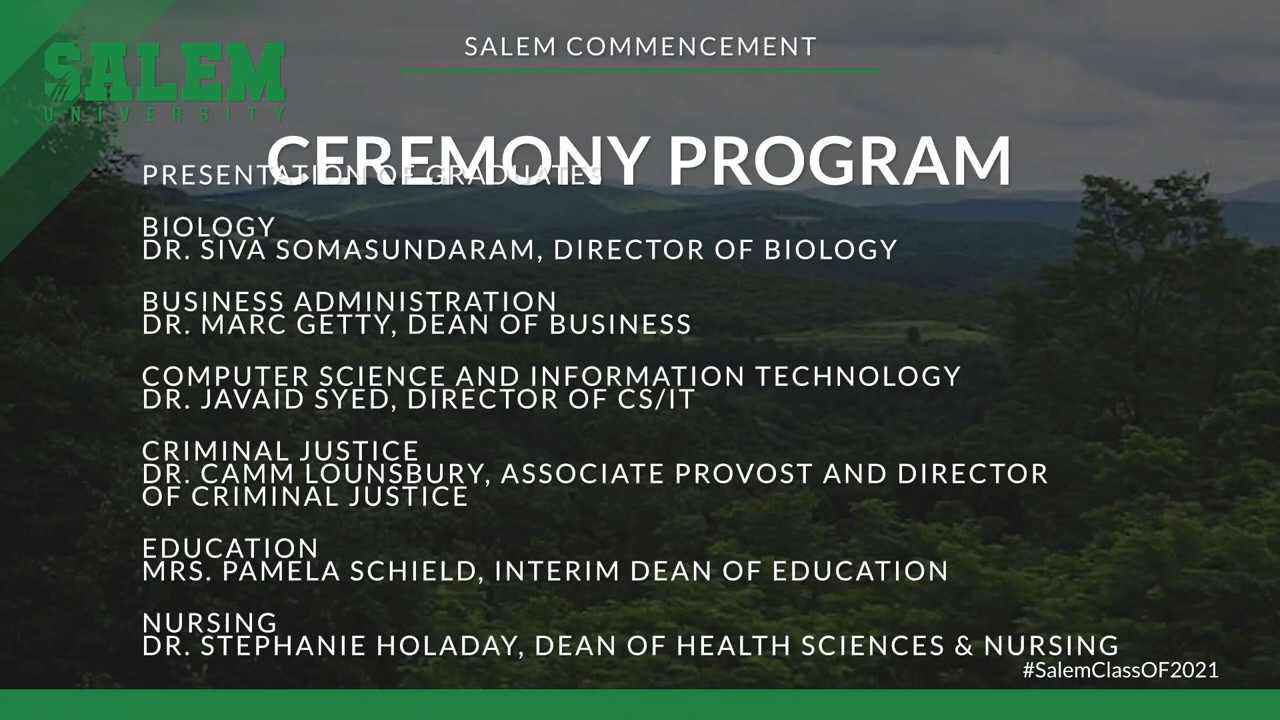 SALEM
UNIVERSITY
SALEM COMMENCEMENT
CEREMONY PROGRAM
PRESENTATION OF GRADUATES
BIOLOGY
DR. SIVA SOMASUNDARAM, DIRECTOR OF BIOLOGY
BUSINESS ADMINISTRATION
DR. MARC GETTY, DEAN OF BUSINESS
COMPUTER SCIENCE AND INFORMATION TECHNOLOGY
DR. JAVAID SYED, DIRECTOR OF CS/IT
CRIMINAL JUSTICE
DR. CAMM LOUNSBURY, ASSOCIATE PROVOST AND DIRECTOR
OF CRIMINAL JUSTICE
EDUCATION
MRS. PAMELA SCHIELD, INTERIM DEAN OF EDUCATION
NURSING
DR. STEPHANIE HOLADAY, DEAN OF HEALTH SCIENCES & NURSING
#SalemClassOF2021